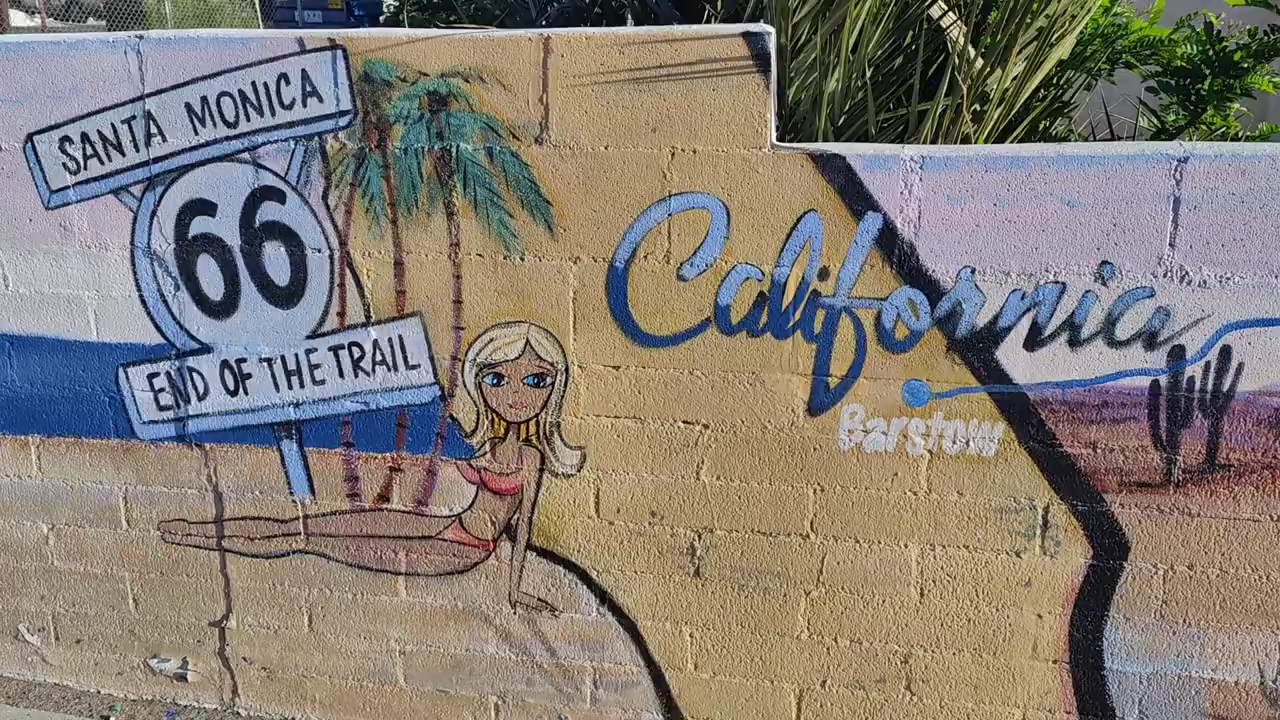 SANTA MONICA
66
END OF THE TRAIL
California
Barstow